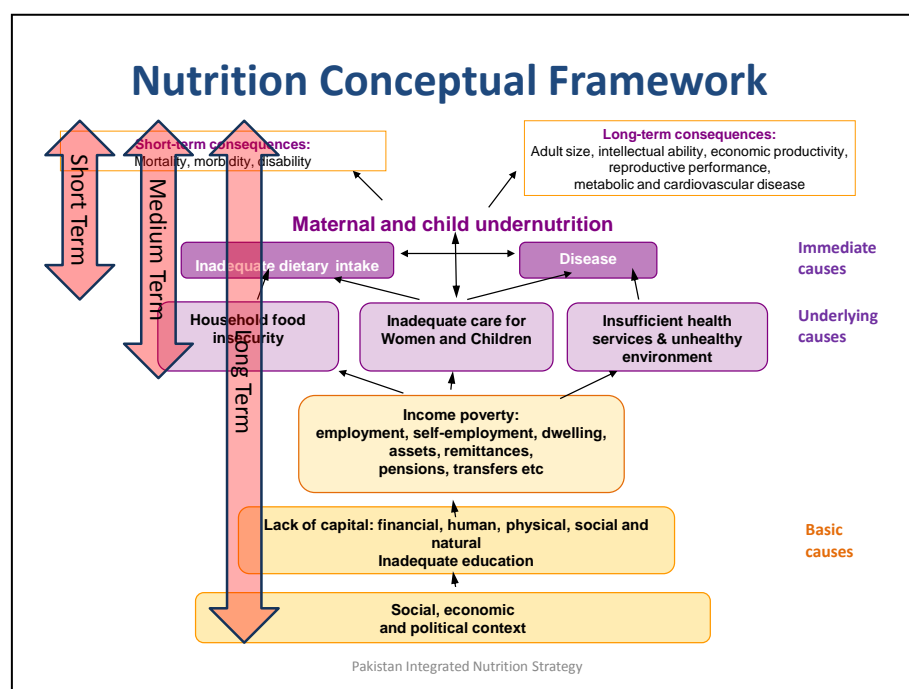 Nutrition Conceptual Framework
Short-term consequences:
Mortality, morbidity, disability
Long-term consequences:
Adult size, intellectual ability, economic productivity,
reproductive performance,
metabolic and cardiovascular disease
Short Term
Medium Term
Long Term
Maternal and child undernutrition
Inadequate dietary intake
Disease
Immediate
causes
Household food
insecurity
Inadequate care for
Women and Children
Insufficient health
services & unhealthy
environment
Underlying
causes
Income poverty:
employment, self-employment, dwelling,
assets, remittances,
pensions, transfers etc
Lack of capital: financial, human, physical, social and
natural
Inadequate education
Basic
causes
Social, economic
and political context
Pakistan Integrated Nutrition Strategy